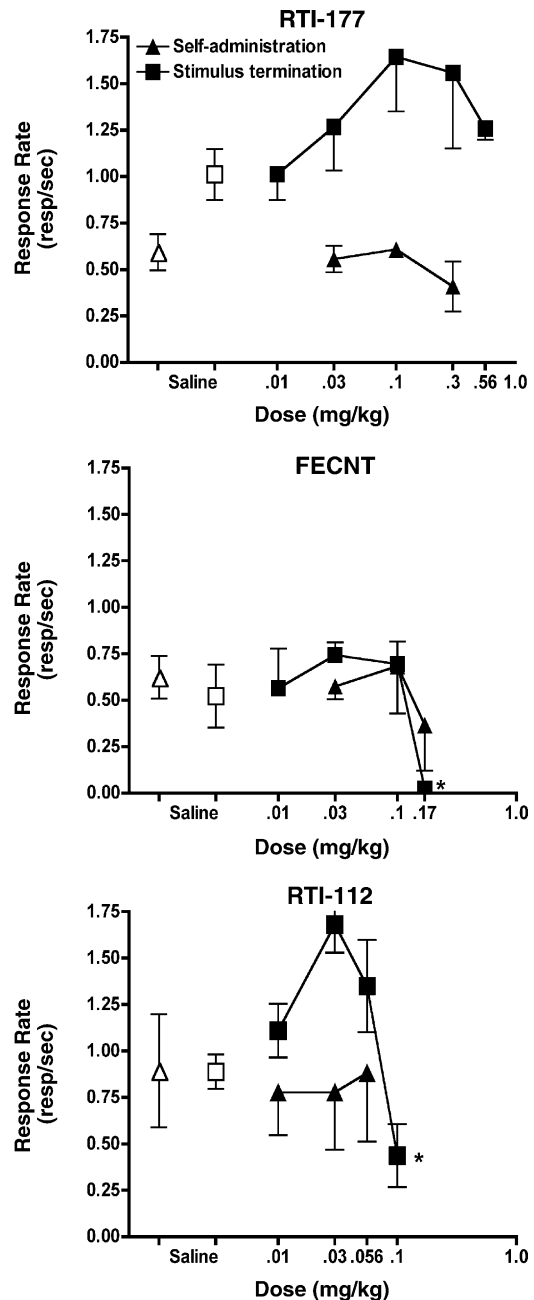 RTI-177
Self-administration
Stimulus termination
1.75
1.50
1.25
1.00
0.75
0.50
0.25
0.00
Response Rate
(resp/sec)
Saline .01 .03 .1 .3 .56 1.0
Dose (mg/kg)
FECNT
1.75
1.50
1.25
1.00
0.75
0.50
0.25
0.00
Response Rate
(resp/sec)
*
Saline .01 .03 .1 .17 1.0
Dose (mg/kg)
RTI-112
1.75
1.50
1.25
1.00
0.75
0.50
0.25
0.00
Response Rate
(resp/sec)
*
Saline .01 .03 .056 .1 1.0
Dose (mg/kg)